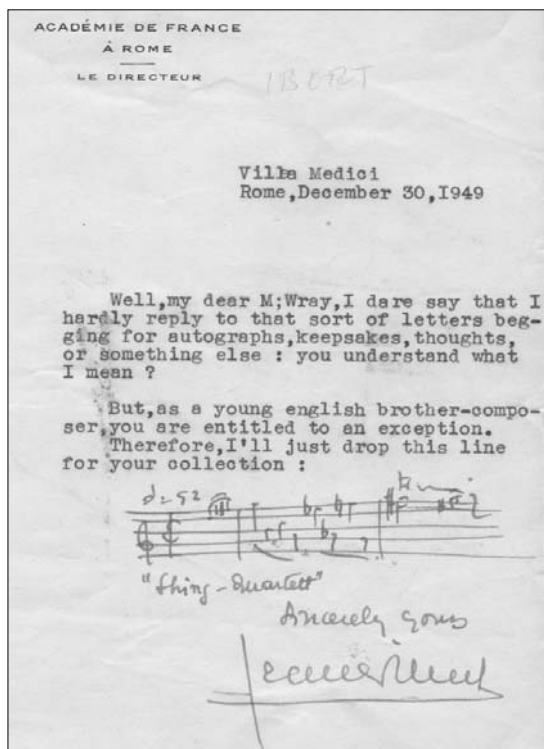 ACADÉMIE DE FRANCE
À ROME
LE DIRECTEUR
IBERT
Villa Medici
Rome,December 30,I949
Well,my dear M;Wray,I dare say that I
hardly reply to that sort of letters beg-
ging for autographs,keepsakes,thoughts,
or something else : you understand what
I mean ?
But,as a young english brother-compo-
ser,you are entitled to an exception.
Therefore,I'll just drop this line
for your collection :
= 52
"String-Quartett"
Sincerely yours